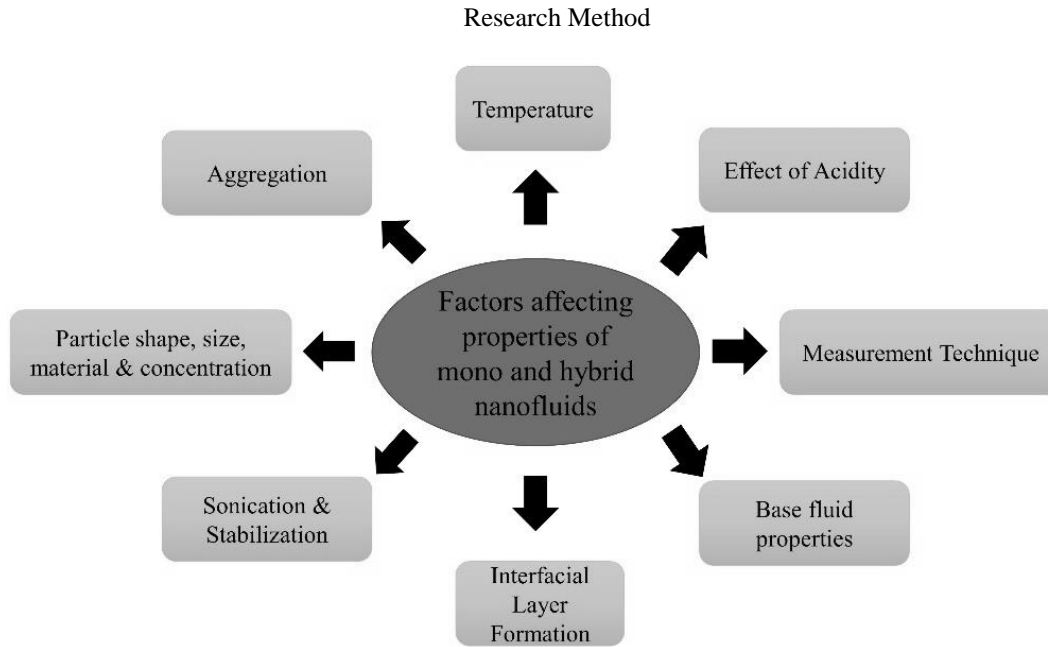 Research Method
Temperature
Aggregation
Effect of Acidity
Factors affecting
properties of
mono and hybrid
nanofluids
Particle shape, size,
material & concentration
Measurement Technique
Sonication &
Stabilization
Base fluid
properties
Interfacial
Layer
Formation